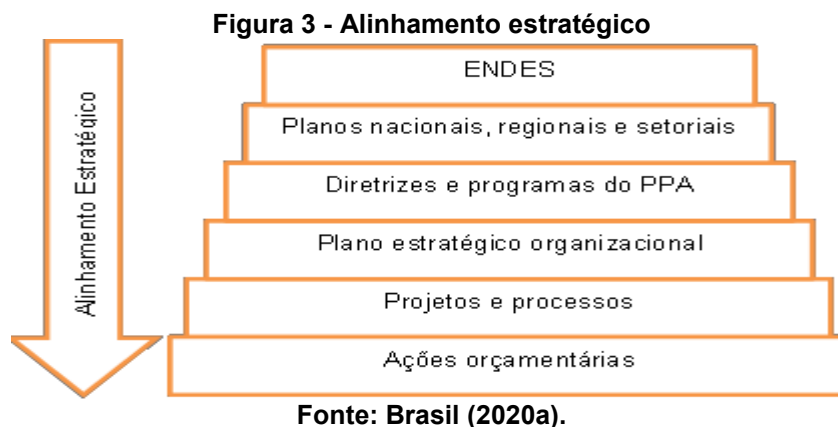 Figura 3 - Alinhamento estratégico
Alinhamento Estratégico
ENDES
Planos nacionais, regionais e setoriais
Diretrizes e programas do PPA
Plano estratégico organizacional
Projetos e processos
Ações orçamentárias
Fonte: Brasil (2020a).